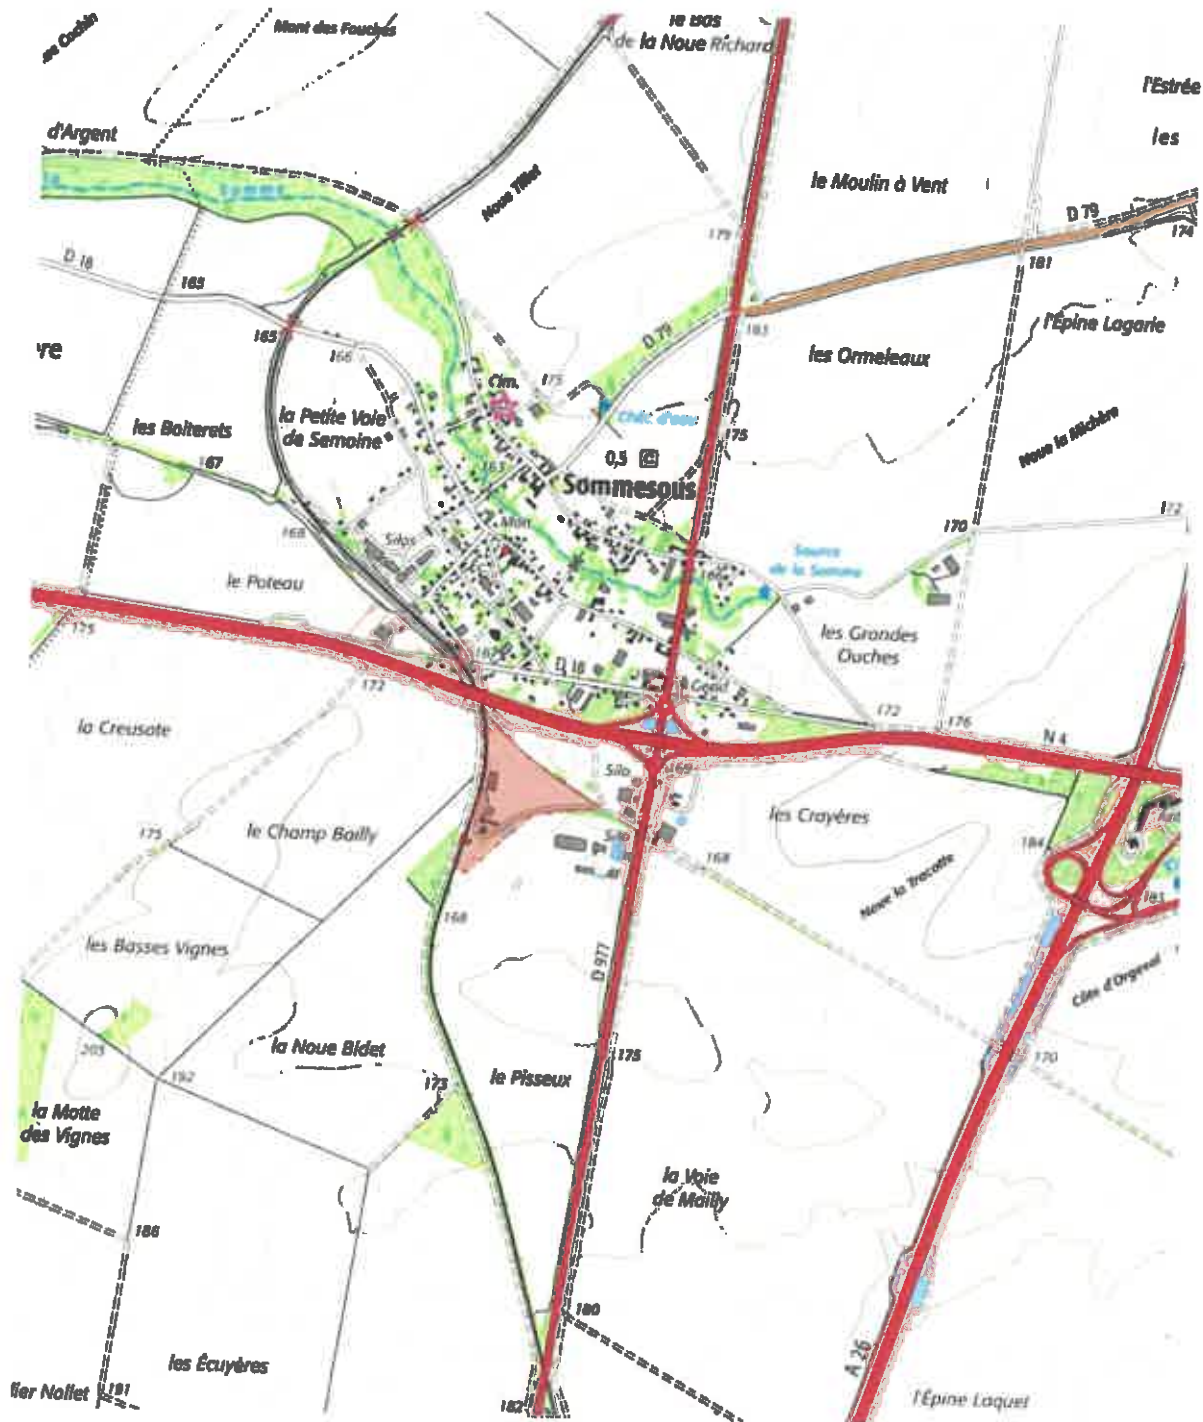 Mont des Fouches
de la Noue Richard
l'Estrée
les
d'Argent
Somme
Noue Tillet
le Moulin à Vent
D 79
174
179
181
D 18
165
183
l'Épine Lagarie
165
166
D 79
les Ormeleaux
Cim.
175
Chât. d'eau
la Petite Voie
de Semoine
les Boiterets
167
0,5
C
175
Noue la Michère
163
Sommesous
168
Silos
170
172
Source
de la Somme
le Poteau
175
les Grandes
Ouches
D 18
172
172
176
N 4
la Creusote
Silo
169
les Crayères
175
le Champ Bailly
184
168
Noue la Tracotte
168
183
les Basses Vignes
D 977
Côte d'Orgeval
205
la Noue Bidet
175
170
192
173
le Pisseux
la Motte
des Vignes
la Voie
de Mailly
186
180
A 26
les Écuyères
191
182
l'Épine Laquet